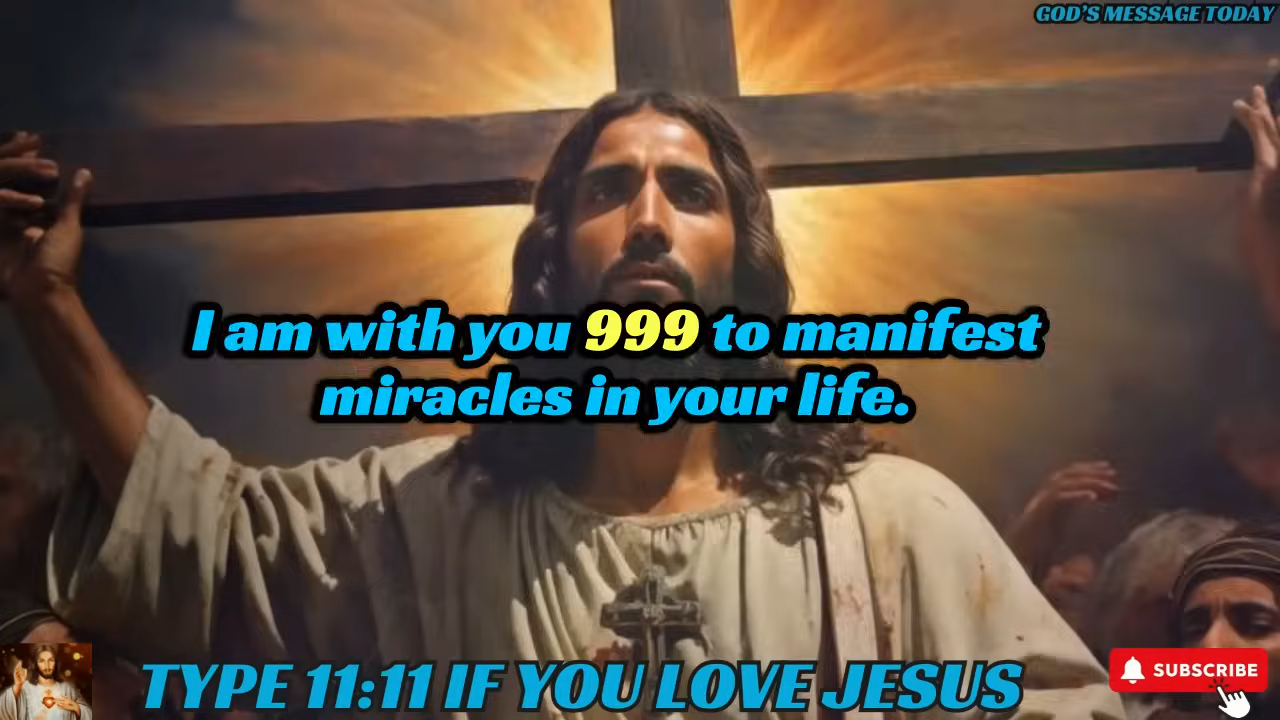 GOD'S MESSAGE TODAY
I am with you 999 to manifest
miracles in your life.
TYPE 11:11 IF YOU LOVE JESUS
SUBSCRIBE